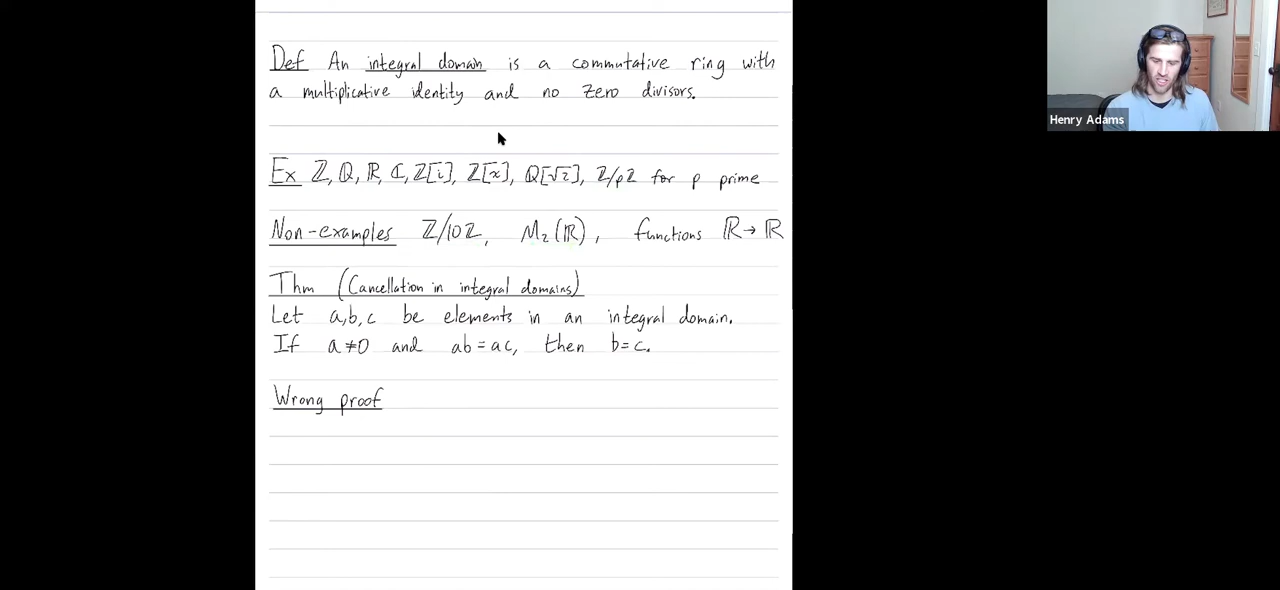 Def An integral domain is a commutative ring with
a multiplicative identity and no zero divisors.
Ex ℤ, ℚ, ℝ, ℂ, ℤ[i], ℤ[x], ℚ[√2], ℤ/pℤ for p prime
Non-examples ℤ/10ℤ, M₂(ℝ), functions ℝ→ℝ
Thm (Cancellation in integral domains)
Let a,b,c be elements in an integral domain.
If a≠0 and ab=ac, then b=c.
Wrong proof
Henry Adams